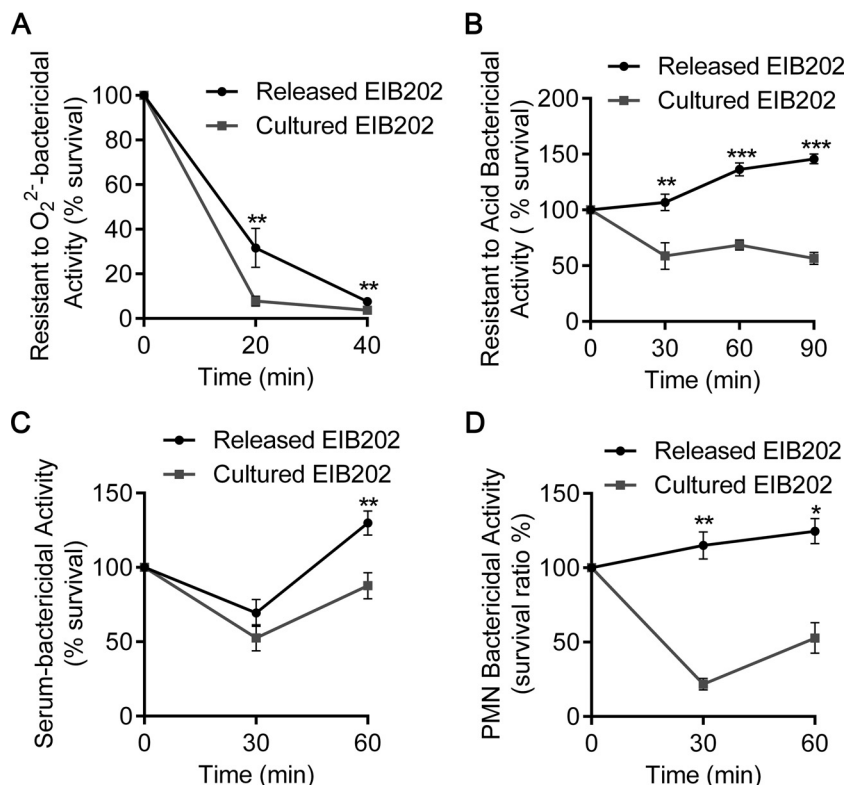 A
Resistant to O₂²⁻-bactericidal
Activity (% survival)
Released EIB202
Cultured EIB202
100
80
60
40
20
0
**
**
0
20
40
Time (min)
B
Resistant to Acid Bactericidal
Activity ( % survival)
Released EIB202
Cultured EIB202
200
150
100
50
0
**
***
***
0
30
60
90
Time (min)
C
Serum-bactericidal Activity
(% survival)
Released EIB202
Cultured EIB202
150
100
50
0
**
0
30
60
Time (min)
D
PMN Bactericidal Activity
(survival ratio %)
Released EIB202
Cultured EIB202
150
100
50
0
**
*
0
30
60
Time (min)